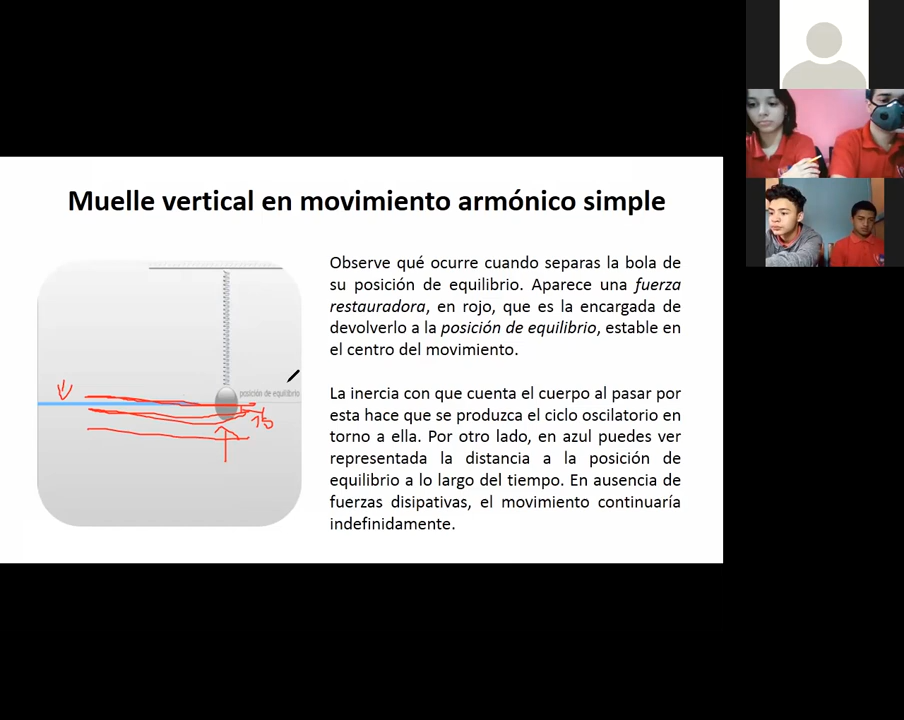 Muelle vertical en movimiento armónico simple
Observe qué ocurre cuando separas la bola de
su posición de equilibrio. Aparece una fuerza
restauradora, en rojo, que es la encargada de
devolverlo a la posición de equilibrio, estable en
el centro del movimiento.
posición de equilibrio
La inercia con que cuenta el cuerpo al pasar por
esta hace que se produzca el ciclo oscilatorio en
torno a ella. Por otro lado, en azul puedes ver
representada la distancia a la posición de
equilibrio a lo largo del tiempo. En ausencia de
fuerzas disipativas, el movimiento continuaría
indefinidamente.